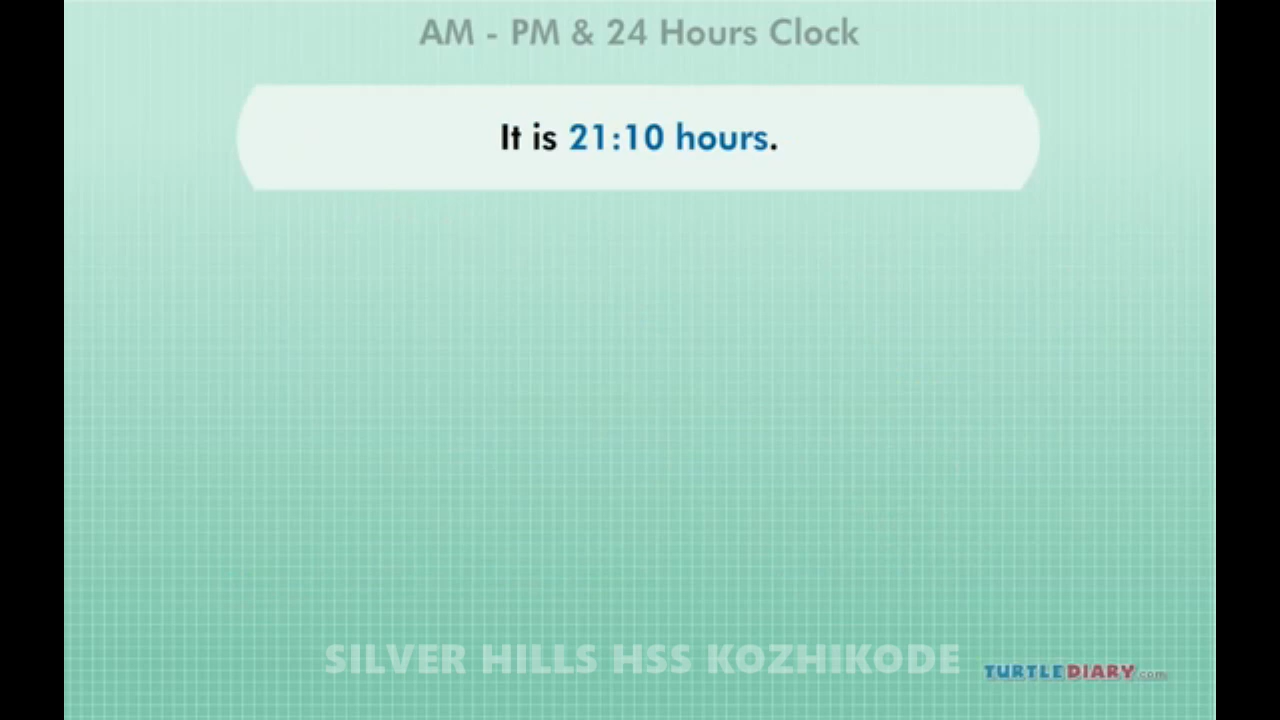 AM - PM & 24 Hours Clock
It is 21:10 hours.
SILVER HILLS HSS KOZHIKODE
TURTLEDIARY.com